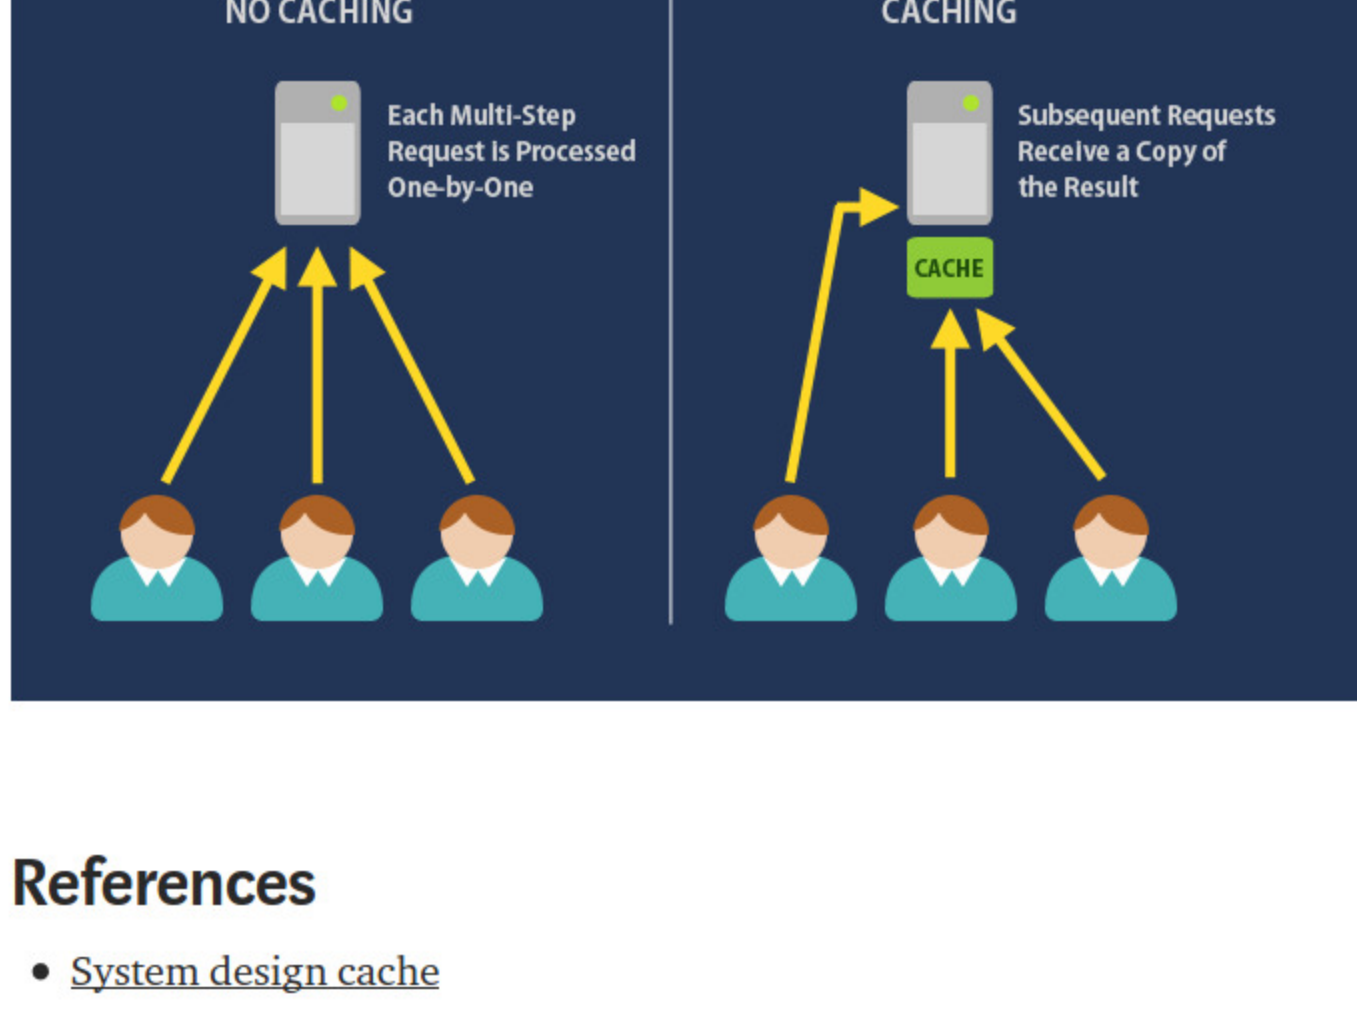 NO CACHING
CACHING
Each Multi-Step
Request is Processed
One-by-One
Subsequent Requests
Receive a Copy of
the Result
CACHE
References
• System design cache